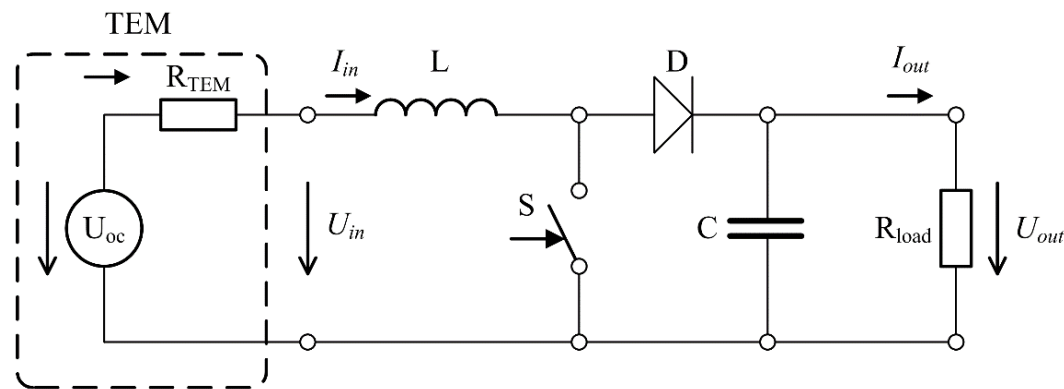 TEM
R_TEM
I_in
L
D
I_out
U_oc
U_in
S
C
R_load
U_out